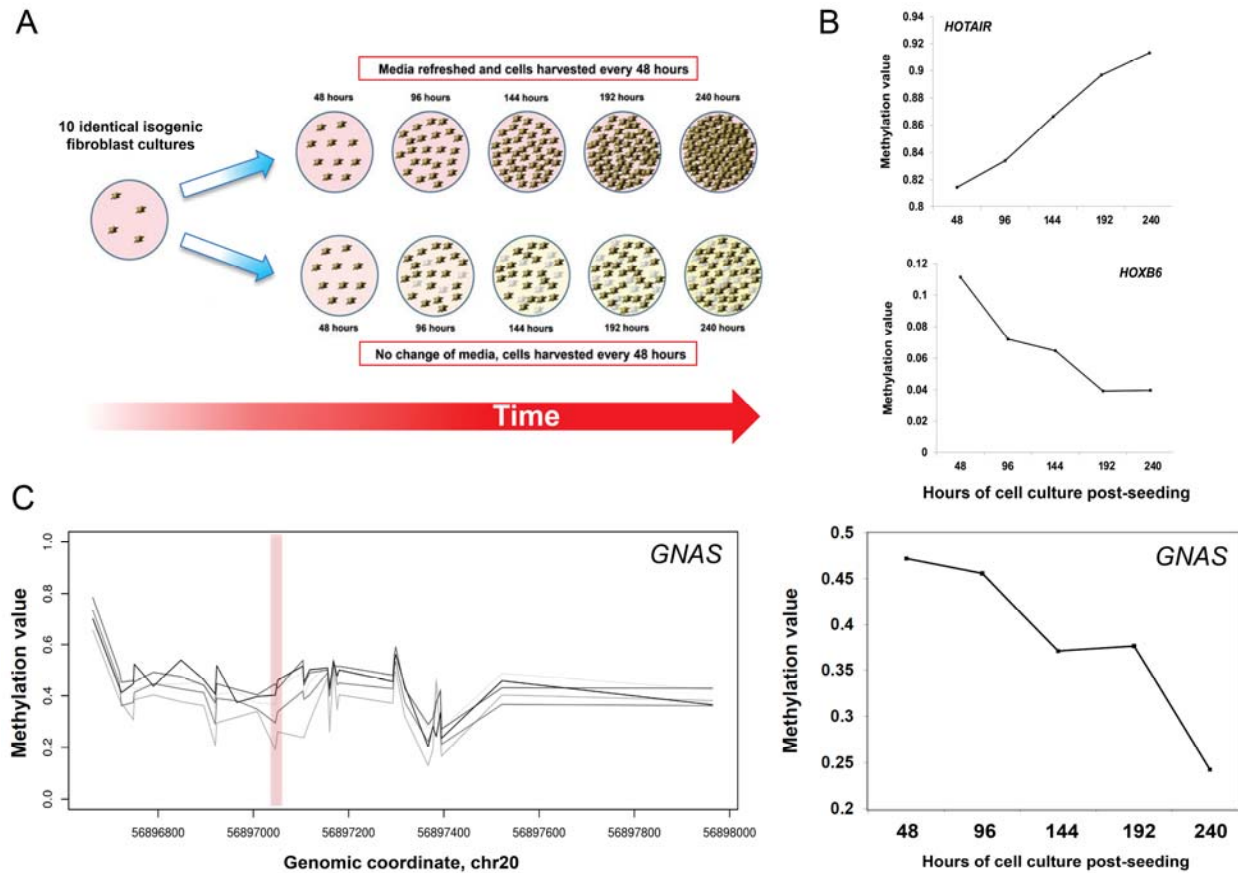 A
Media refreshed and cells harvested every 48 hours
48 hours
96 hours
144 hours
192 hours
240 hours
10 identical isogenic
fibroblast cultures
48 hours
96 hours
144 hours
192 hours
240 hours
No change of media, cells harvested every 48 hours
Time
B
HOTAIR
Methylation value
0.94
0.92
0.9
0.88
0.86
0.84
0.82
0.8
48 96 144 192 240
HOXB6
Methylation value
0.12
0.1
0.08
0.06
0.04
0.02
0
48 96 144 192 240
Hours of cell culture post-seeding
C
GNAS
Methylation value
1.0
0.8
0.6
0.4
0.2
0.0
56896800 56897000 56897200 56897400 56897600 56897800 56898000
Genomic coordinate, chr20
GNAS
Methylation value
0.5
0.45
0.4
0.35
0.3
0.25
0.2
48 96 144 192 240
Hours of cell culture post-seeding